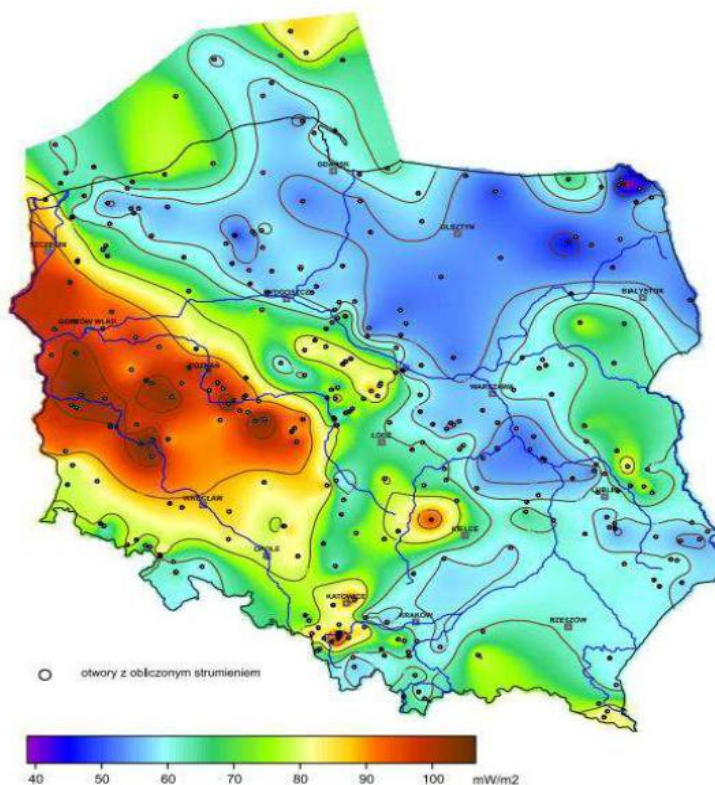 GDAŃSK
OLSZTYN
SZCZECIN
BIAŁYSTOK
BYDGOSZCZ
GORZÓW WLKP.
POZNAŃ
WARSZAWA
ŁÓDŹ
WROCŁAW
KIELCE
OPOLE
KATOWICE
KRAKÓW
RZESZÓW
otwory z obliczonym strumieniem
40 50 60 70 80 90 100 mW/m2